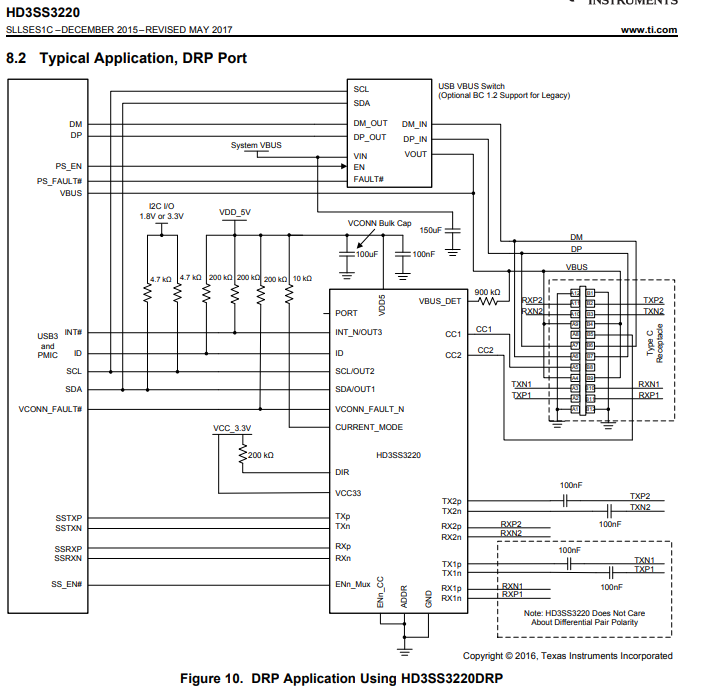 INSTRUMENTS
HD3SS3220
SLLSES1C –DECEMBER 2015–REVISED MAY 2017
www.ti.com
8.2 Typical Application, DRP Port
SCL
SDA
USB VBUS Switch
(Optional BC 1.2 Support for Legacy)
DM
DM_OUT
DM_IN
DP
DP_OUT
DP_IN
System VBUS
VIN
VOUT
PS_EN
EN
PS_FAULT#
FAULT#
VBUS
I2C I/O
1.8V or 3.3V
VDD_5V
VCONN Bulk Cap
150uF
100uF
100nF
DM
DP
VBUS
4.7 kΩ
4.7 kΩ
200 kΩ
200 kΩ
200 kΩ
10 kΩ
900 kΩ
VBUS_DET
VDD5
PORT
USB3
and
PMIC
INT#
INT_N/OUT3
ID
ID
SCL
SCL/OUT2
SDA
SDA/OUT1
VCONN_FAULT#
VCONN_FAULT_N
CURRENT_MODE
CC1
CC1
CC2
CC2
RXP2
TXP2
RXN2
TXN2
TXN1
RXN1
TXP1
RXP1
Type C
Receptacle
VCC_3.3V
200 kΩ
HD3SS3220
DIR
VCC33
SSTXP
TXp
SSTXN
TXn
SSRXP
RXp
SSRXN
RXn
SS_EN#
ENn_Mux
ENn_CC
ADDR
GND
100nF
TX2p
TXP2
TX2n
TXN2
100nF
RX2p
RXP2
RX2n
RXN2
100nF
TX1p
TXN1
TX1n
TXP1
100nF
RX1p
RXN1
RX1n
RXP1
Note: HD3SS3220 Does Not Care
About Differential Pair Polarity
Copyright © 2016, Texas Instruments Incorporated
Figure 10. DRP Application Using HD3SS3220DRP